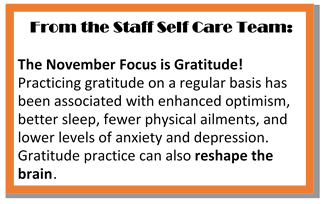 From the Staff Self Care Team:
The November Focus is Gratitude!
Practicing gratitude on a regular basis has
been associated with enhanced optimism,
better sleep, fewer physical ailments, and
lower levels of anxiety and depression.
Gratitude practice can also reshape the
brain.